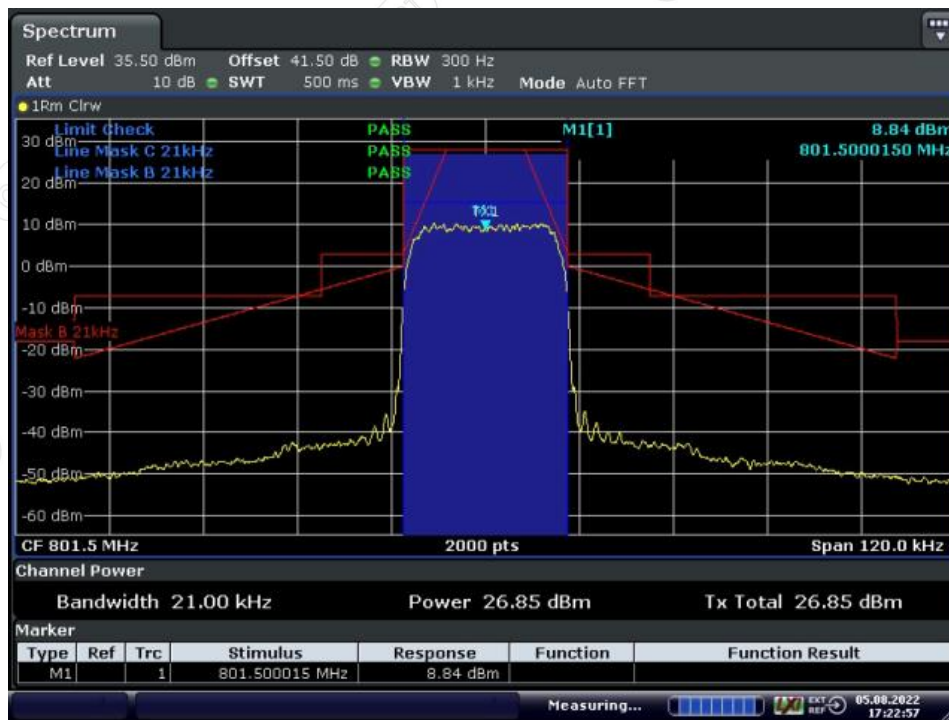 Spectrum
Ref Level 35.50 dBm Offset 41.50 dB RBW 300 Hz
Att 10 dB SWT 500 ms VBW 1 kHz Mode Auto FFT
1Rm Clrw
Limit Check PASS M1[1] 8.84 dBm
30 dBm
Line Mask C 21kHz PASS 801.5000150 MHz
Line Mask B 21kHz PASS
20 dBm
10 dBm
0 dBm
-10 dBm
Mask B 21kHz
-20 dBm
-30 dBm
-40 dBm
-50 dBm
-60 dBm
CF 801.5 MHz 2000 pts Span 120.0 kHz
Channel Power
Bandwidth 21.00 kHz Power 26.85 dBm Tx Total 26.85 dBm
Marker
Type Ref Trc Stimulus Response Function Function Result
M1 1 801.500015 MHz 8.84 dBm
Measuring... LXI EXT REF 05.08.2022
17:22:57